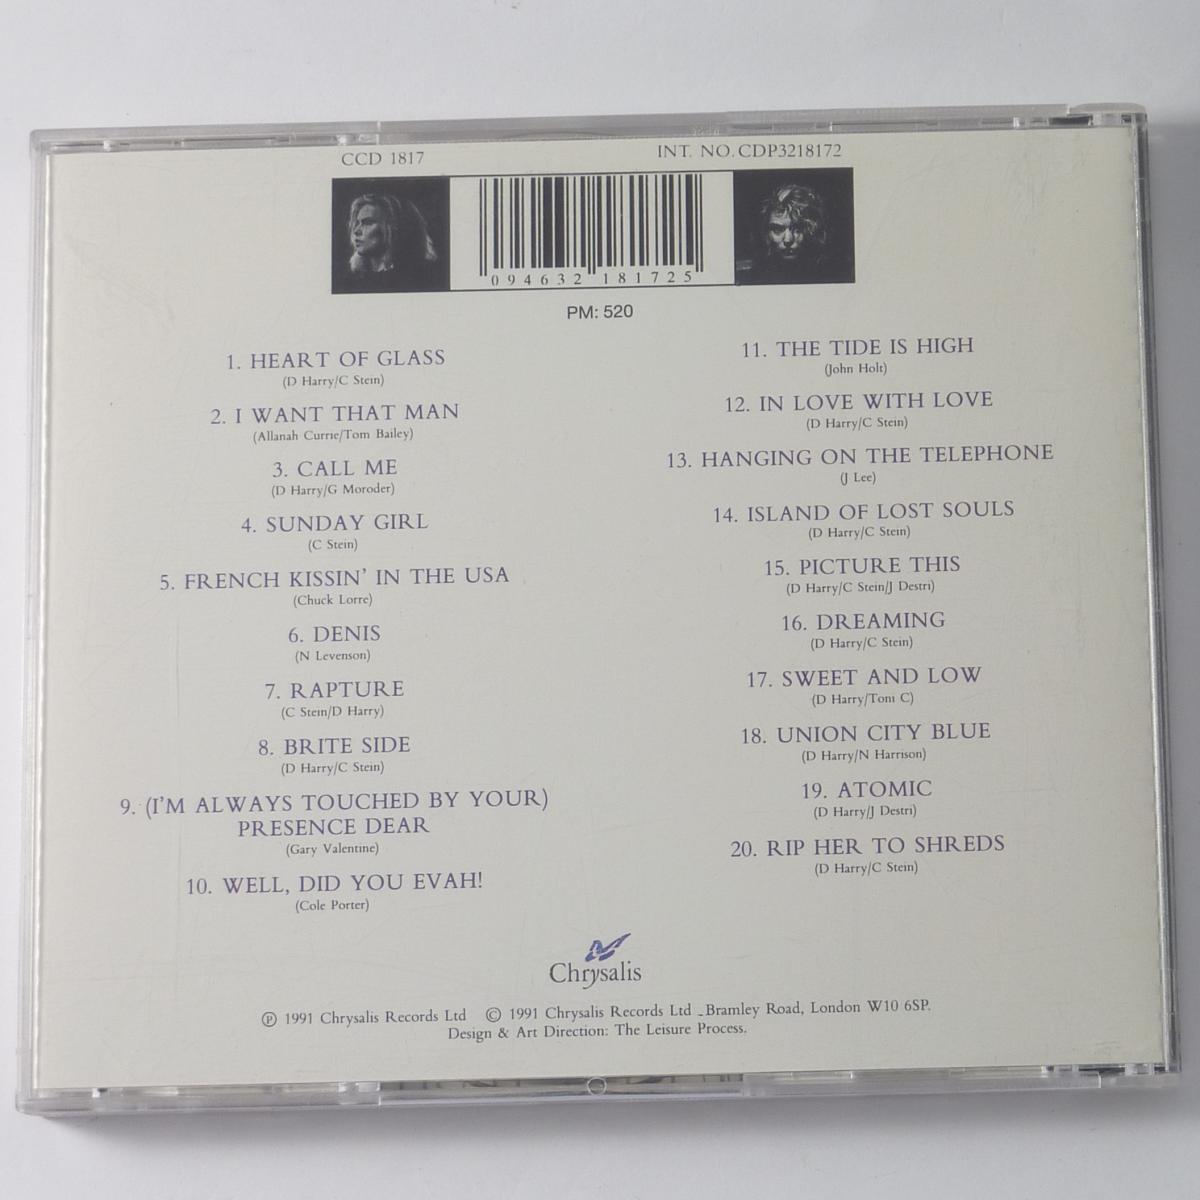 CCD 1817
INT. NO. CDP3218172
094632 181725
PM: 520
1. HEART OF GLASS
(D Harry/C Stein)
2. I WANT THAT MAN
(Allanah Currie/Tom Bailey)
3. CALL ME
(D Harry/G Moroder)
4. SUNDAY GIRL
(C Stein)
5. FRENCH KISSIN' IN THE USA
(Chuck Lorre)
6. DENIS
(N Levenson)
7. RAPTURE
(C Stein/D Harry)
8. BRITE SIDE
(D Harry/C Stein)
9. (I'M ALWAYS TOUCHED BY YOUR)
PRESENCE DEAR
(Gary Valentine)
10. WELL, DID YOU EVAH!
(Cole Porter)
11. THE TIDE IS HIGH
(John Holt)
12. IN LOVE WITH LOVE
(D Harry/C Stein)
13. HANGING ON THE TELEPHONE
(J Lee)
14. ISLAND OF LOST SOULS
(D Harry/C Stein)
15. PICTURE THIS
(D Harry/C Stein/J Destri)
16. DREAMING
(D Harry/C Stein)
17. SWEET AND LOW
(D Harry/Toni C)
18. UNION CITY BLUE
(D Harry/N Harrison)
19. ATOMIC
(D Harry/J Destri)
20. RIP HER TO SHREDS
(D Harry/C Stein)
Chrysalis
℗ 1991 Chrysalis Records Ltd © 1991 Chrysalis Records Ltd - Bramley Road, London W10 6SP.
Design & Art Direction: The Leisure Process.